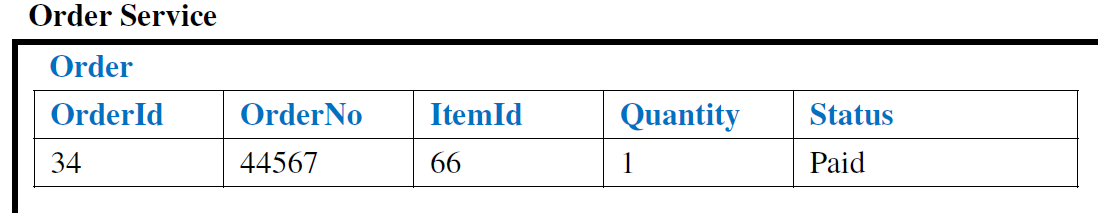 Order Service
Order
OrderId OrderNo ItemId Quantity Status
34 44567 66 1 Paid